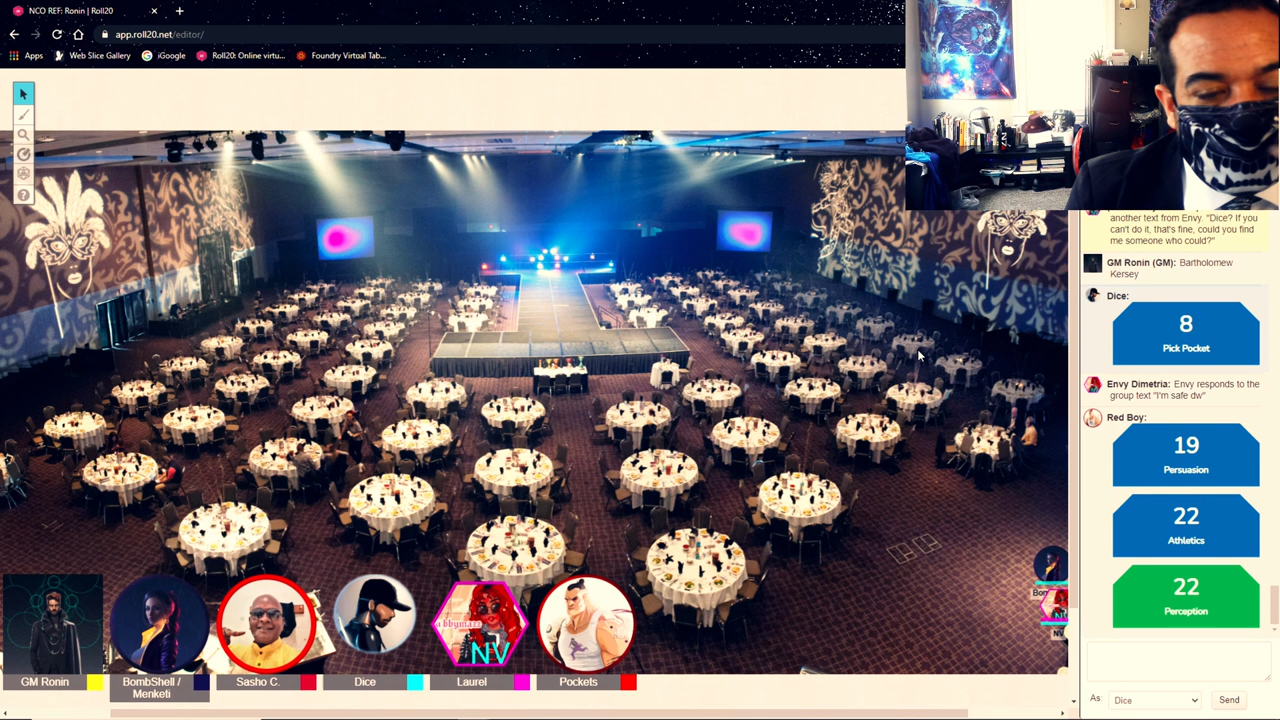 NCO REF: Ronin | Roll20
app.roll20.net/editor/
Apps
Web Slice Gallery
iGoogle
Roll20: Online virtu...
Foundry Virtual Tab...
another text from Envy. "Dice? If you
can't do it, that's fine, could you find
me someone who could?"
GM Ronin (GM): Bartholomew
Kersey
Dice:
8
Pick Pocket
Envy Dimetria: Envy responds to the
group text "I'm safe dw"
Red Boy:
19
Persuasion
22
Athletics
22
Perception
NV
GM Ronin
BombShell /
Menketi
Sasho C.
Dice
Laurel
Pockets
As:
Dice
Send